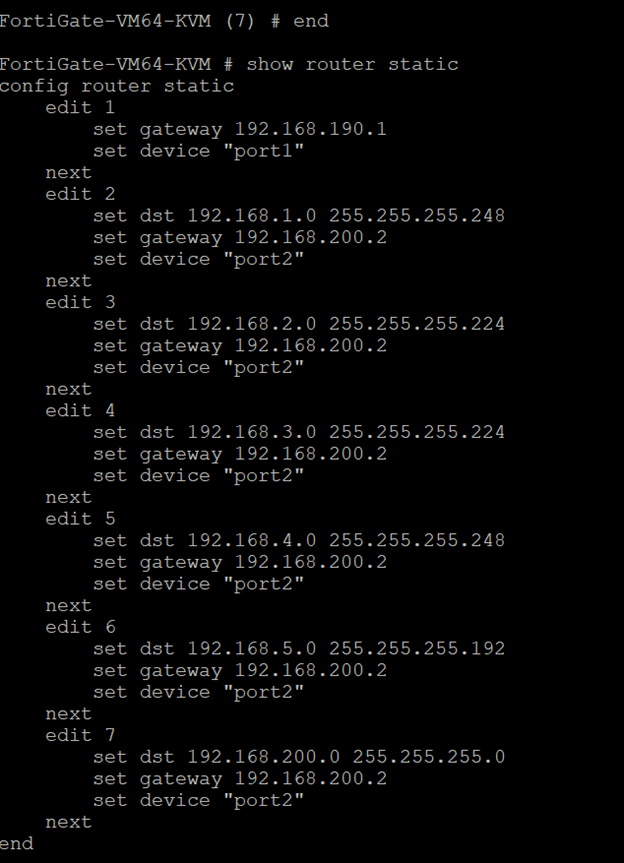 FortiGate-VM64-KVM (7) # end
FortiGate-VM64-KVM # show router static
config router static
edit 1
set gateway 192.168.190.1
set device "port1"
next
edit 2
set dst 192.168.1.0 255.255.255.248
set gateway 192.168.200.2
set device "port2"
next
edit 3
set dst 192.168.2.0 255.255.255.224
set gateway 192.168.200.2
set device "port2"
next
edit 4
set dst 192.168.3.0 255.255.255.224
set gateway 192.168.200.2
set device "port2"
next
edit 5
set dst 192.168.4.0 255.255.255.248
set gateway 192.168.200.2
set device "port2"
next
edit 6
set dst 192.168.5.0 255.255.255.192
set gateway 192.168.200.2
set device "port2"
next
edit 7
set dst 192.168.200.0 255.255.255.0
set gateway 192.168.200.2
set device "port2"
next
end